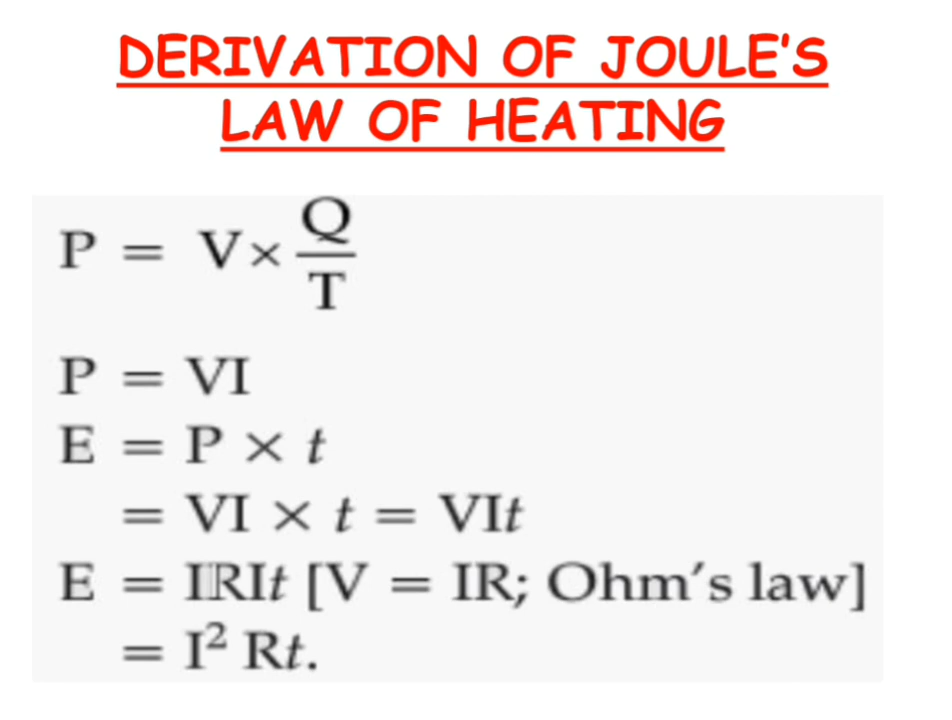 DERIVATION OF JOULE'S
LAW OF HEATING
P = V× Q/T
P = VI
E = P × t
= VI × t = VIt
E = IRIt [V = IR; Ohm's law]
= I² Rt.